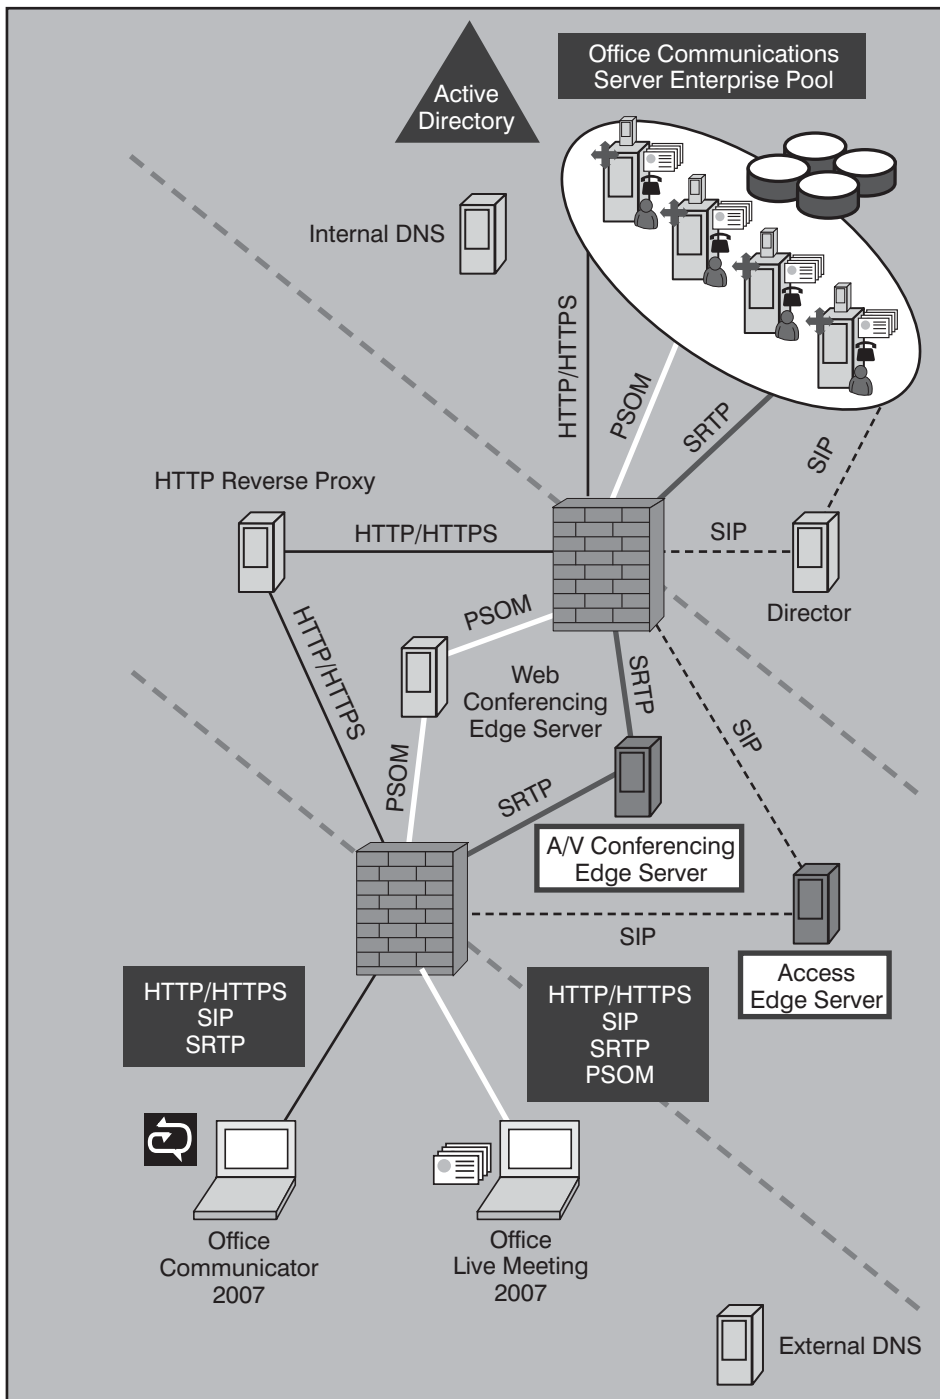 Office Communications
Server Enterprise Pool
Active
Directory
Internal DNS
HTTP/HTTPS
PSOM
SRTP
SIP
HTTP Reverse Proxy
HTTP/HTTPS
SIP
Director
HTTP/HTTPS
PSOM
Web
Conferencing
Edge Server
SRTP
SIP
PSOM
SRTP
A/V Conferencing
Edge Server
SIP
Access
Edge Server
HTTP/HTTPS
SIP
SRTP
HTTP/HTTPS
SIP
SRTP
PSOM
Office
Communicator
2007
Office
Live Meeting
2007
External DNS